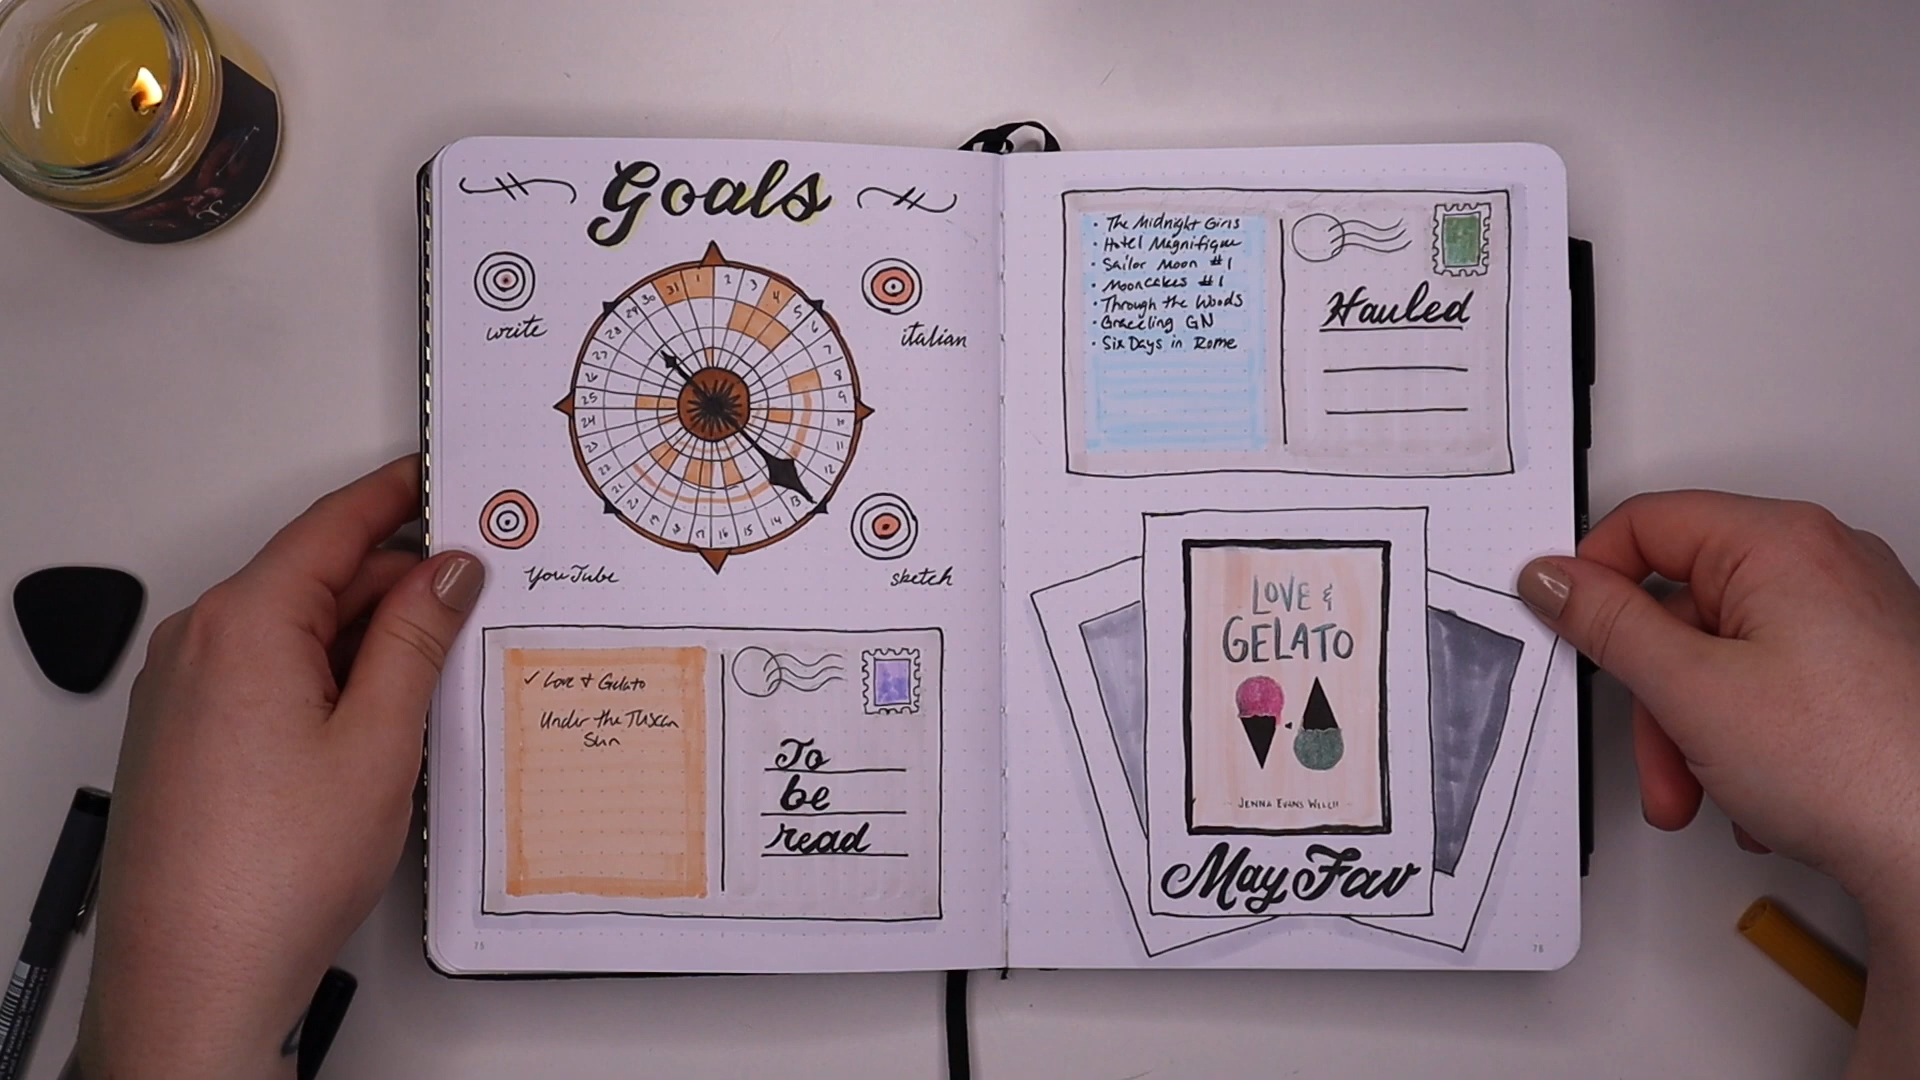 Goals
write
italian
31 1 2 3 4 5 6 7 8 9 10 11 12 13 14 15 16 17 18 19 20 21 22 23 24 25 26 27 28 29 30
YouTube
sketch
✓ Love & Gelato
Under the Tuscan
Sun
To
be
read
75
• The Midnight Girls
• Hotel Magnifique
• Sailor Moon #1
• Mooncakes #1
• Through the Woods
• Graceling GN
• Six Days in Rome
Hauled
LOVE &
GELATO
JENNA EVANS WELCH
May Fav
76